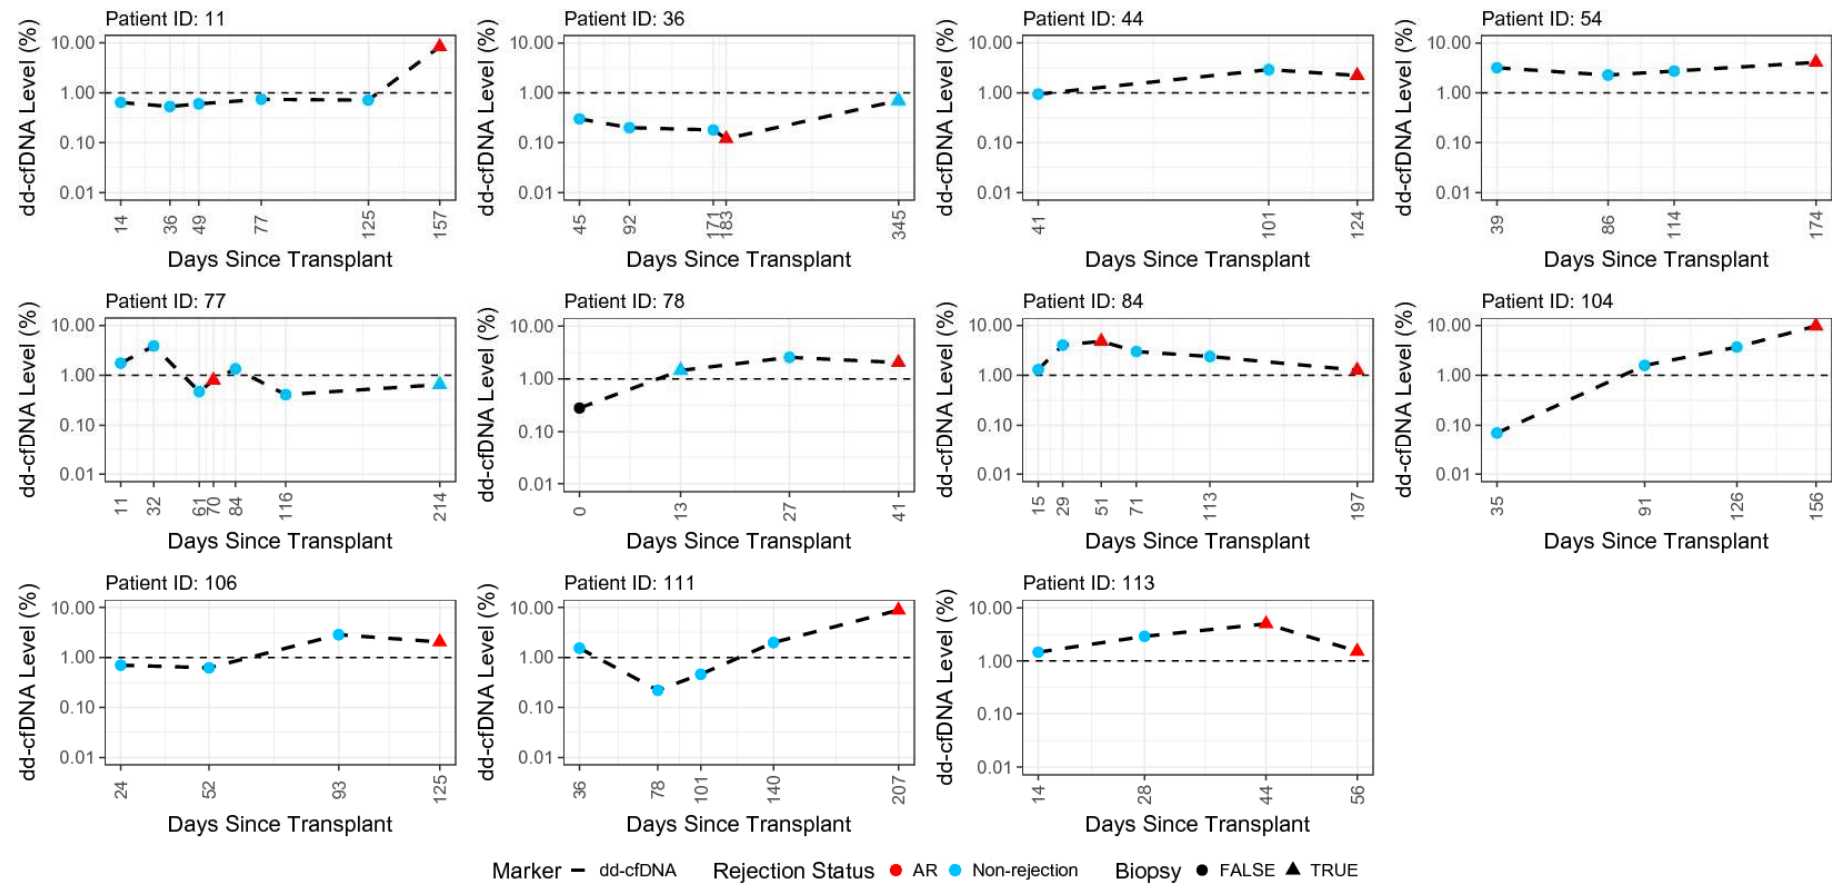 Patient ID: 11
dd-cfDNA Level (%)
10.00
1.00
0.10
0.01
14 36 49 77 125 157
Days Since Transplant
Patient ID: 36
dd-cfDNA Level (%)
10.00
1.00
0.10
0.01
45 92 171 183 345
Days Since Transplant
Patient ID: 44
dd-cfDNA Level (%)
10.00
1.00
0.10
0.01
41 101 124
Days Since Transplant
Patient ID: 54
dd-cfDNA Level (%)
10.00
1.00
0.10
0.01
39 86 114 174
Days Since Transplant
Patient ID: 77
dd-cfDNA Level (%)
10.00
1.00
0.10
0.01
11 32 61 70 84 116 214
Days Since Transplant
Patient ID: 78
dd-cfDNA Level (%)
10.00
1.00
0.10
0.01
0 13 27 41
Days Since Transplant
Patient ID: 84
dd-cfDNA Level (%)
10.00
1.00
0.10
0.01
15 29 51 71 113 197
Days Since Transplant
Patient ID: 104
dd-cfDNA Level (%)
10.00
1.00
0.10
0.01
35 91 126 156
Days Since Transplant
Patient ID: 106
dd-cfDNA Level (%)
10.00
1.00
0.10
0.01
24 52 93 125
Days Since Transplant
Patient ID: 111
dd-cfDNA Level (%)
10.00
1.00
0.10
0.01
36 78 101 140 207
Days Since Transplant
Patient ID: 113
dd-cfDNA Level (%)
10.00
1.00
0.10
0.01
14 28 44 56
Days Since Transplant
Marker dd-cfDNA Rejection Status AR Non-rejection Biopsy FALSE TRUE